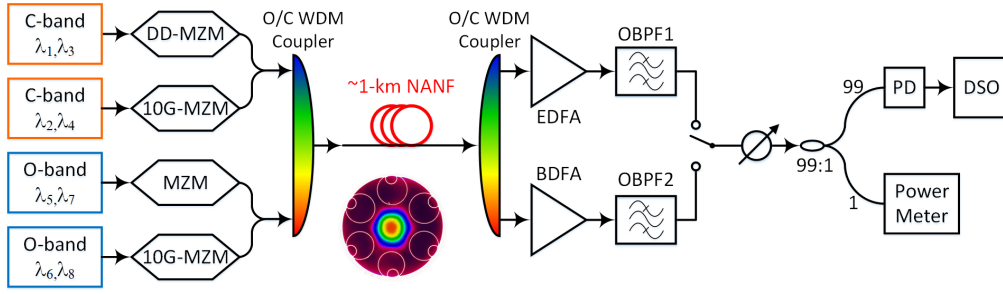 C-band
λ1,λ3
DD-MZM
C-band
λ2,λ4
10G-MZM
O-band
λ5,λ7
MZM
O-band
λ6,λ8
10G-MZM
O/C WDM
Coupler
~1-km NANF
O/C WDM
Coupler
EDFA
OBPF1
BDFA
OBPF2
99:1
99
PD
DSO
1
Power
Meter